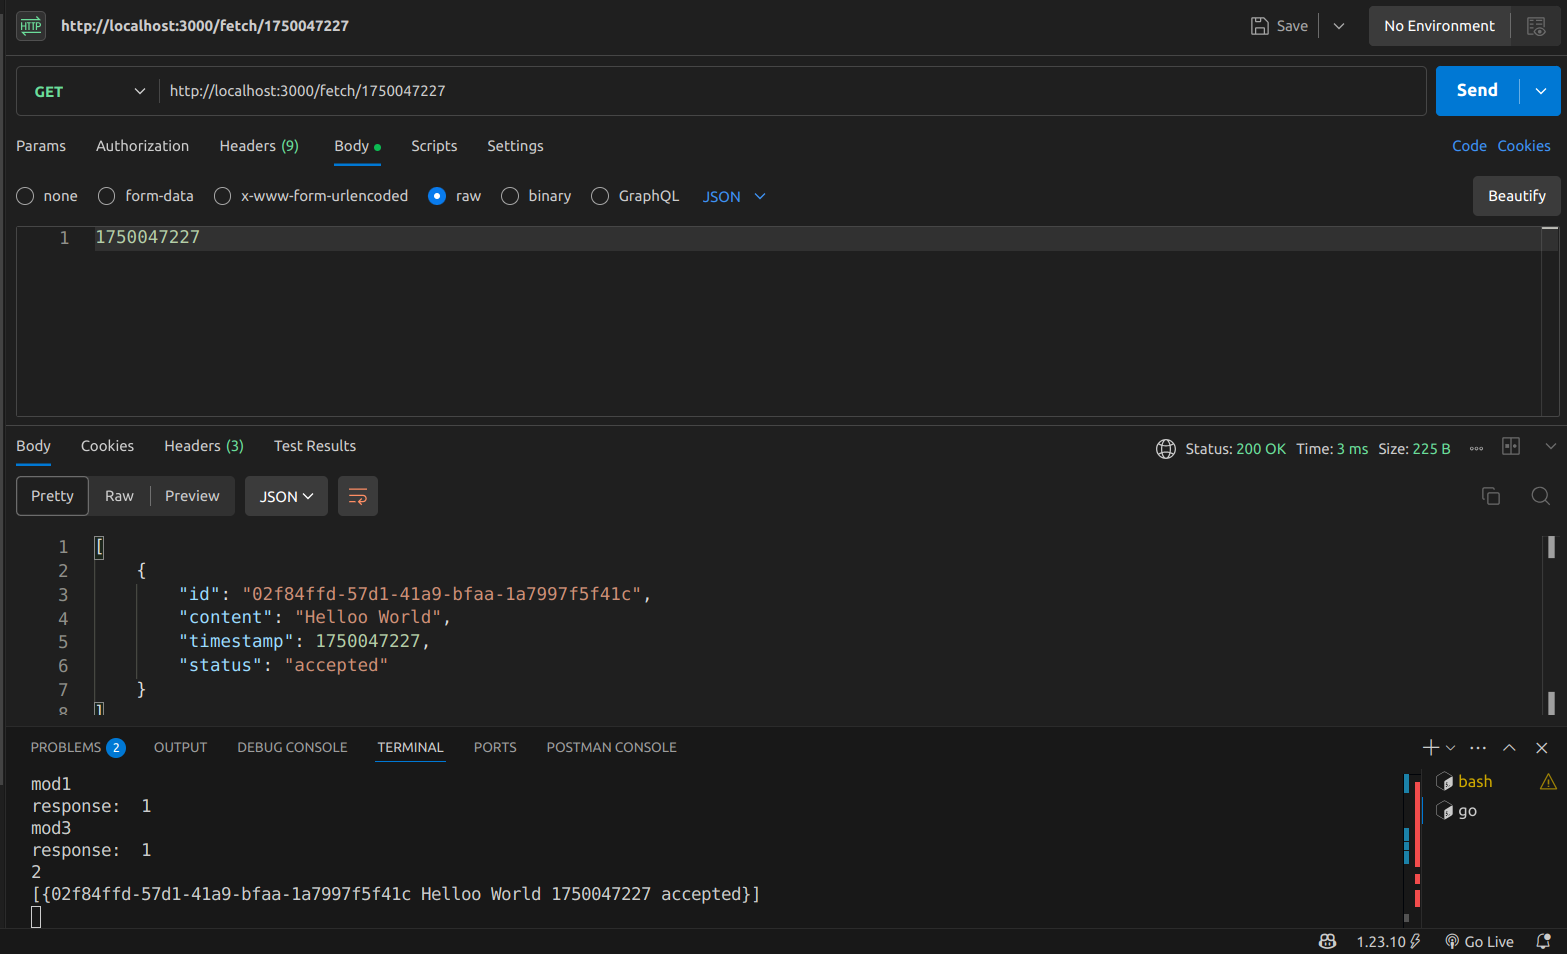 HTTP http://localhost:3000/fetch/1750047227 Save No Environment
GET http://localhost:3000/fetch/1750047227 Send
Params Authorization Headers (9) Body Scripts Settings Code Cookies
none form-data x-www-form-urlencoded raw binary GraphQL JSON Beautify
1 1750047227
Body Cookies Headers (3) Test Results Status: 200 OK Time: 3 ms Size: 225 B
Pretty Raw Preview JSON
1 [
2 {
3 "id": "02f84ffd-57d1-41a9-bfaa-1a7997f5f41c",
4 "content": "Helloo World",
5 "timestamp": 1750047227,
6 "status": "accepted"
7 }
8 ]
PROBLEMS 2 OUTPUT DEBUG CONSOLE TERMINAL PORTS POSTMAN CONSOLE
mod1
response:  1
mod3
response:  1
2
[{02f84ffd-57d1-41a9-bfaa-1a7997f5f41c Helloo World 1750047227 accepted}]
bash
go
1.23.10 Go Live